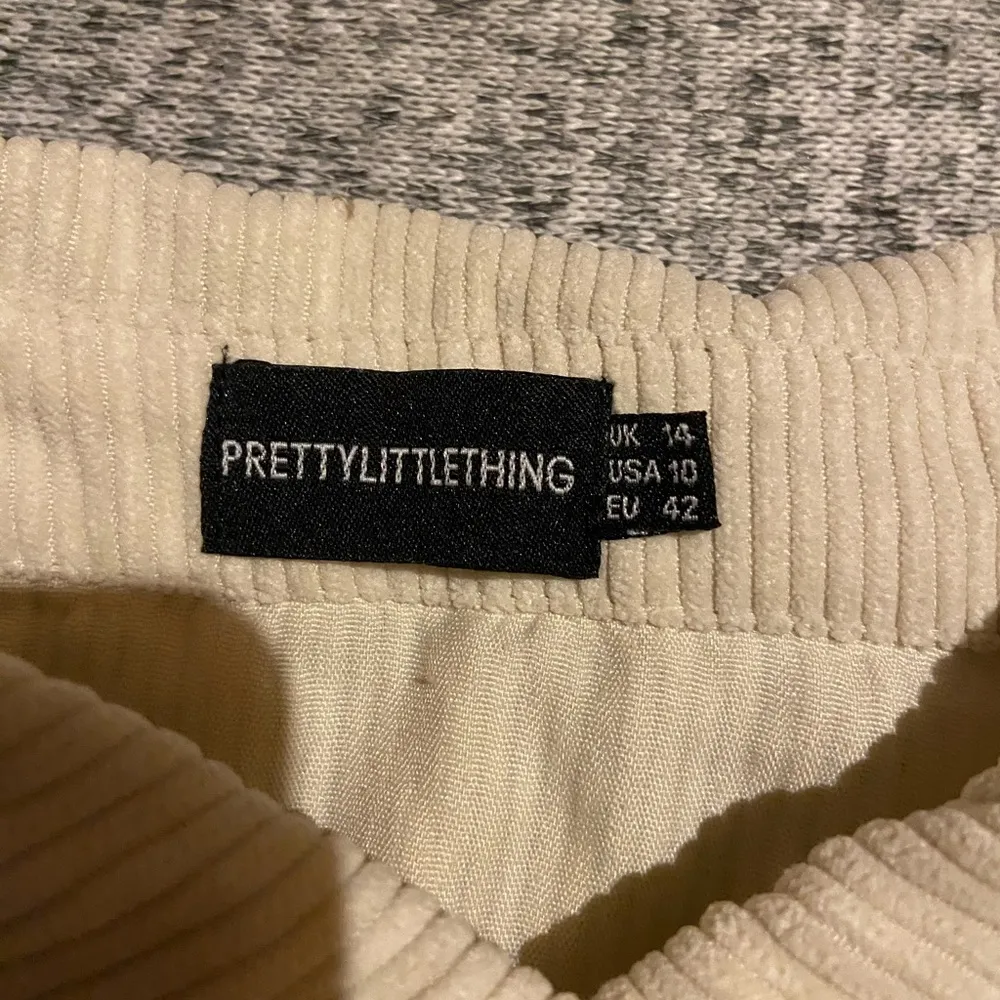 PRETTYLITTLETHING
UK 14
USA 10
EU 42